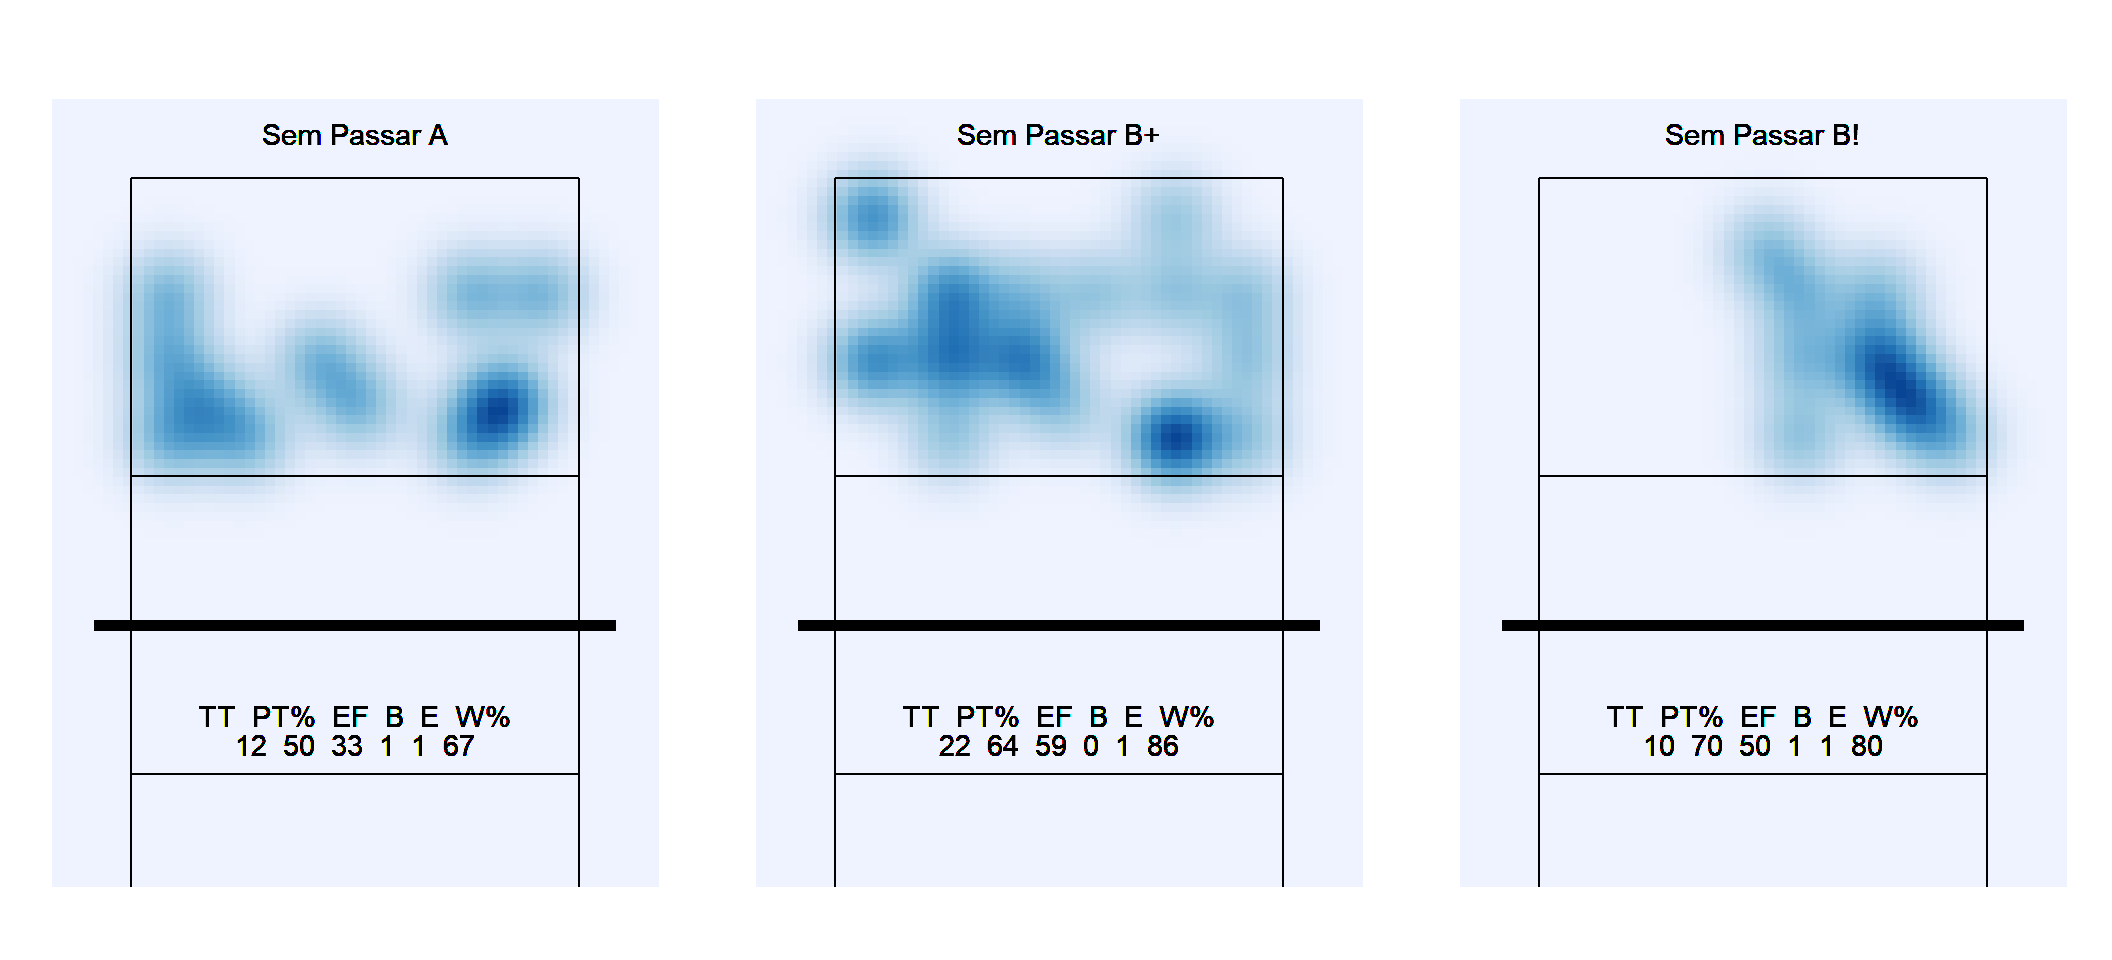 Sem Passar A
TT PT% EF B E W%
12 50 33 1 1 67
Sem Passar B+
TT PT% EF B E W%
22 64 59 0 1 86
Sem Passar B!
TT PT% EF B E W%
10 70 50 1 1 80